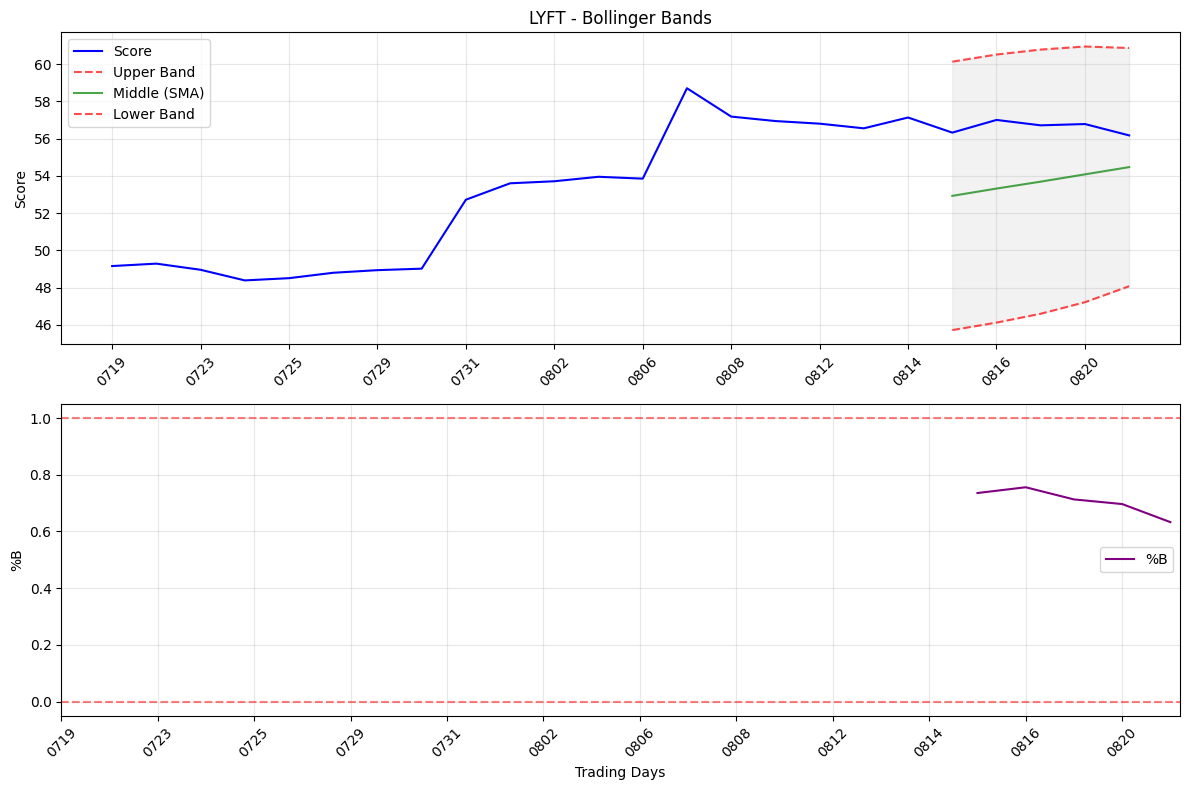 LYFT - Bollinger Bands
Score
Upper Band
Middle (SMA)
Lower Band
Score
60
58
56
54
52
50
48
46
0719 0723 0725 0729 0731 0802 0806 0808 0812 0814 0816 0820
%B
1.0
0.8
0.6
0.4
0.2
0.0
%B
0719 0723 0725 0729 0731 0802 0806 0808 0812 0814 0816 0820
Trading Days